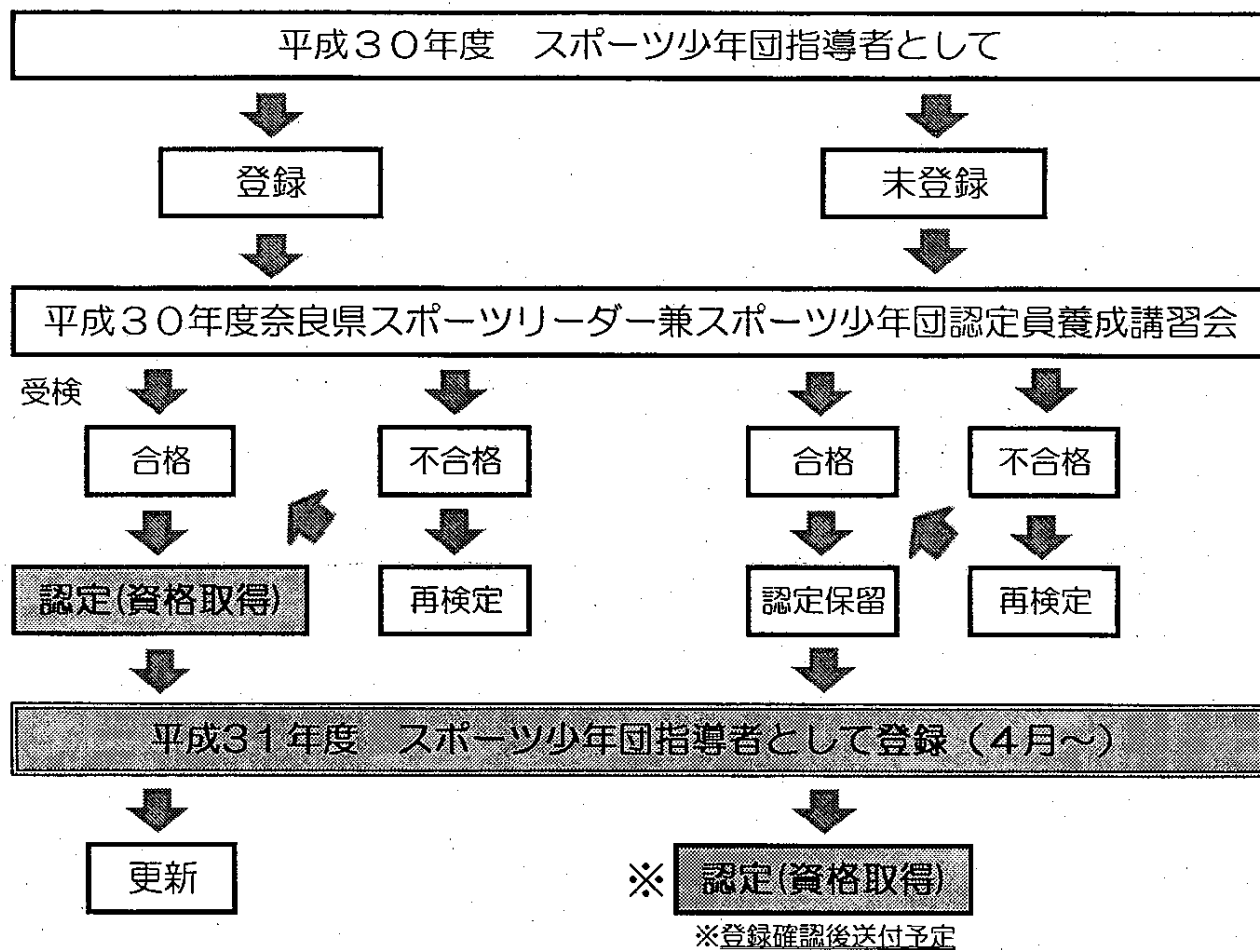 平成30年度　スポーツ少年団指導者として
登録
未登録
平成30年度奈良県スポーツリーダー兼スポーツ少年団認定員養成講習会
受検
合格
不合格
合格
不合格
認定(資格取得)
再検定
認定保留
再検定
平成31年度　スポーツ少年団指導者として登録（4月～）
更新
※ 認定(資格取得)
※登録確認後送付予定